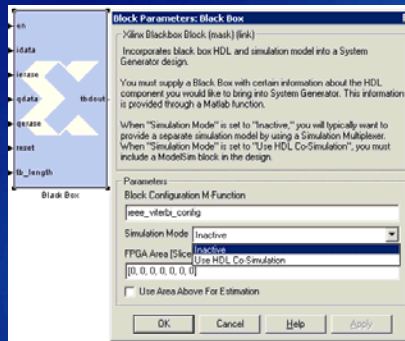 en
idata
ierase
qdata
tbdout
qerase
reset
tb_length
Black Box
Block Parameters: Black Box
Xilinx Blackbox Block (mask) (link)
Incorporates black box HDL and simulation model into a System
Generator design.
You must supply a Black Box with certain information about the HDL
component you would like to bring into System Generator. This information
is provided through a Matlab function.
When "Simulation Mode" is set to "Inactive," you will typically want to
provide a separate simulation model by using a Simulation Multiplexer.
When "Simulation Mode" is set to "Use HDL Co-Simulation", you must
include a ModelSim block in the design.
Parameters
Block Configuration M-Function
ieee_viterbi_config
Simulation Mode Inactive
Inactive
Use HDL Co-Simulation
FPGA Area [Slice
[0, 0, 0, 0, 0, 0, 0]
Use Area Above For Estimation
OK Cancel Help Apply